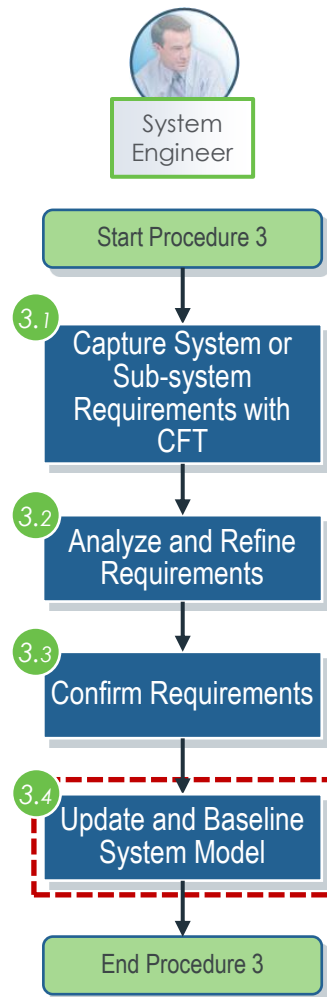 System
Engineer
Start Procedure 3
3.1
Capture System or
Sub-system
Requirements with
CFT
3.2
Analyze and Refine
Requirements
3.3
Confirm Requirements
3.4
Update and Baseline
System Model
End Procedure 3